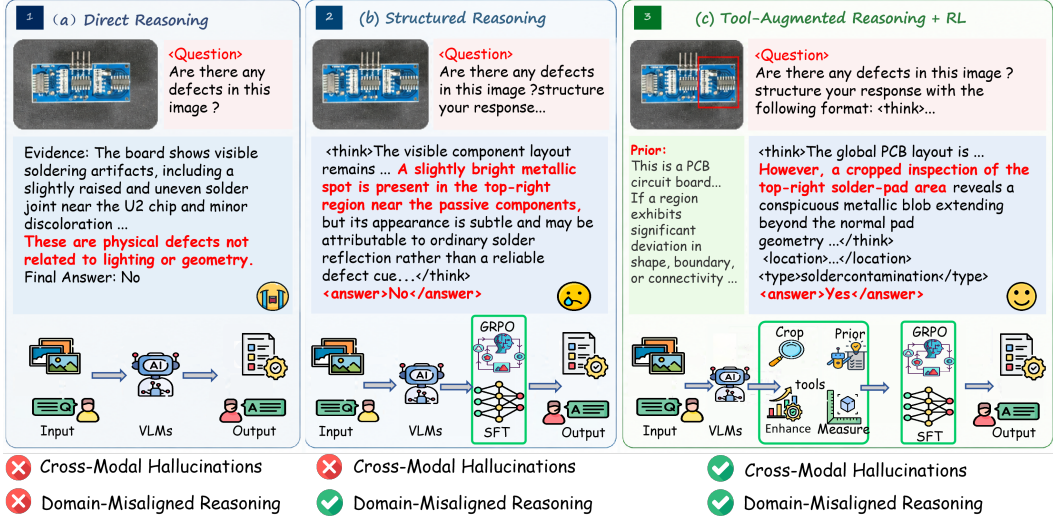 1 (a) Direct Reasoning
<Question>
Are there any
defects in this
image ?
Evidence: The board shows visible
soldering artifacts, including a
slightly raised and uneven solder
joint near the U2 chip and minor
discoloration ...
These are physical defects not
related to lighting or geometry.
Final Answer: No
AI
Q
A
Input
VLMs
Output
Cross-Modal Hallucinations
Domain-Misaligned Reasoning
2 (b) Structured Reasoning
<Question>
Are there any defects
in this image ?structure
your response...
<think>The visible component layout
remains ... A slightly bright metallic
spot is present in the top-right
region near the passive components,
but its appearance is subtle and may be
attributable to ordinary solder
reflection rather than a reliable
defect cue...</think>
<answer>No</answer>
GRPO
AI
Q
A
Input
VLMs
SFT
Output
Cross-Modal Hallucinations
Domain-Misaligned Reasoning
3 (c) Tool-Augmented Reasoning + RL
<Question>
Are there any defects in this image ?
structure your response with the
following format: <think>...
Prior:
This is a PCB
circuit board...
If a region
exhibits
significant
deviation in
shape, boundary,
or connectivity ...
<think>The global PCB layout is ...
However, a cropped inspection of the
top-right solder-pad area reveals a
conspicuous metallic blob extending
beyond the normal pad
geometry ...</think>
<location>...</location>
<type>soldercontamination</type>
<answer>Yes</answer>
Crop
Prior
GRPO
AI
tools
Q
A
Input
VLMs
Enhance
Measure
SFT
Output
Cross-Modal Hallucinations
Domain-Misaligned Reasoning